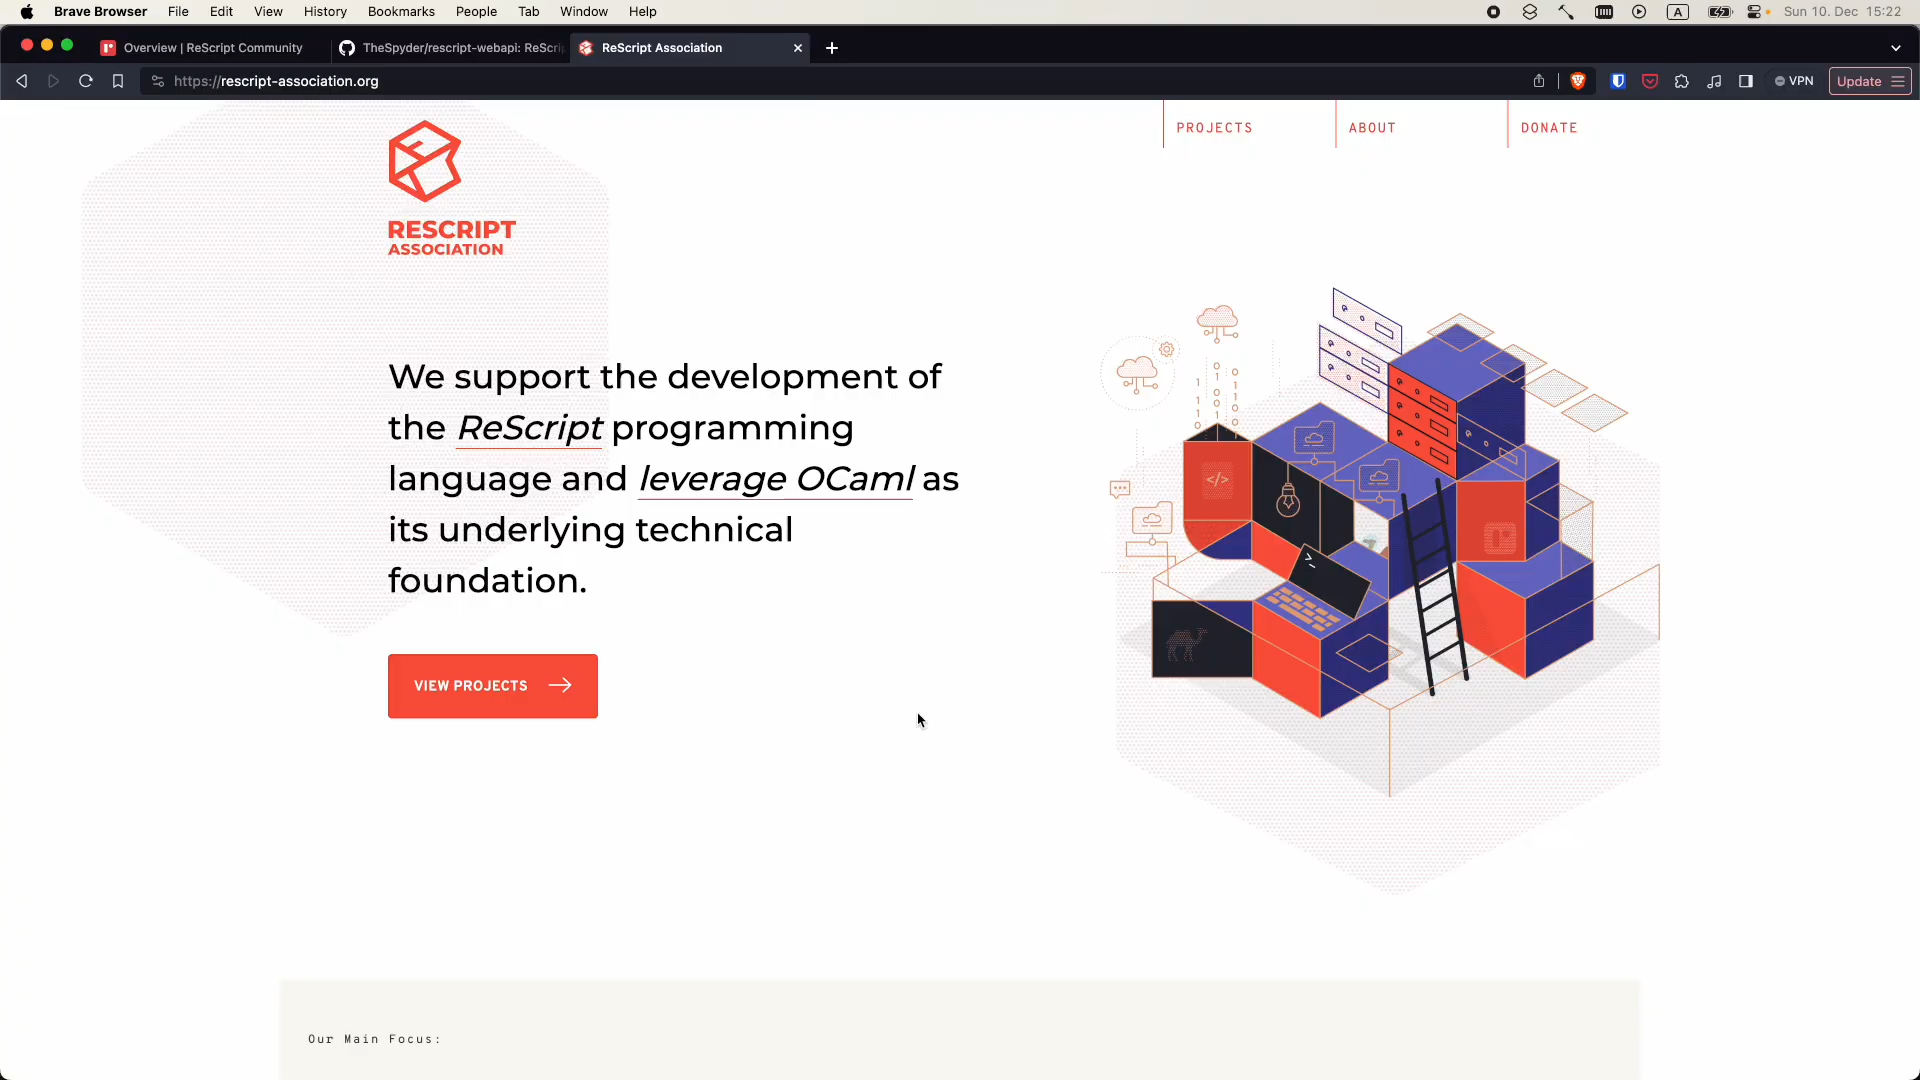 Brave Browser File Edit View History Bookmarks People Tab Window Help A Sun 10. Dec 15:22
Overview | ReScript Community TheSpyder/rescript-webapi: ReScri ReScript Association
https://rescript-association.org VPN Update
PROJECTS ABOUT DONATE
RESCRIPT
ASSOCIATION
We support the development of
the ReScript programming
language and leverage OCaml as
its underlying technical
foundation.
VIEW PROJECTS
</>
>_
Our Main Focus: